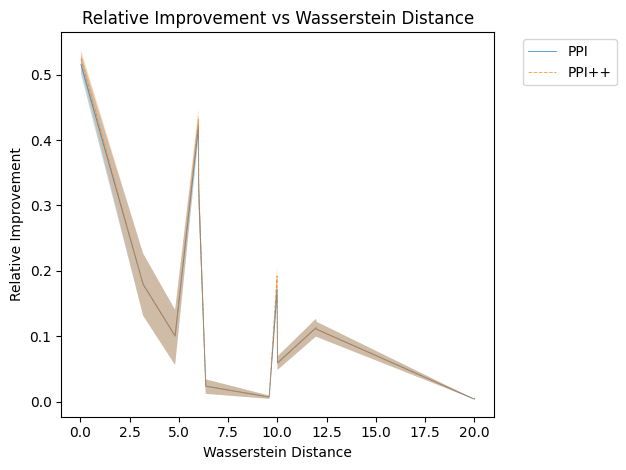 Relative Improvement vs Wasserstein Distance
PPI
PPI++
Relative Improvement
0.5
0.4
0.3
0.2
0.1
0.0
0.0 2.5 5.0 7.5 10.0 12.5 15.0 17.5 20.0
Wasserstein Distance